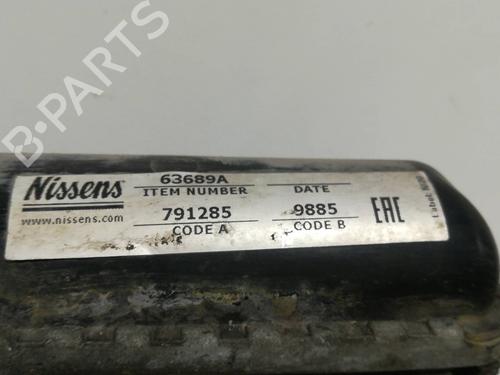 B-PARTS
Nissens
www.nissens.com
63689A
ITEM NUMBER
DATE
791285
CODE A
9885
CODE B
EAC